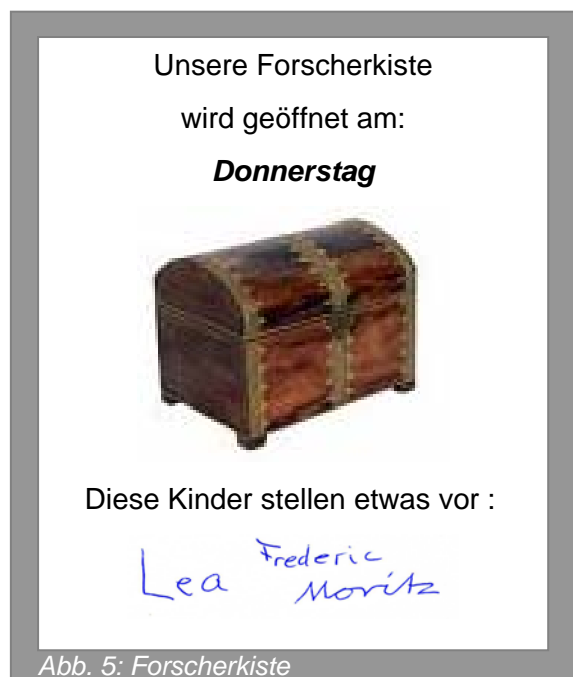 Unsere Forscherkiste
wird geöffnet am:
Donnerstag
Diese Kinder stellen etwas vor :
Lea Frederic
Moritz
Abb. 5: Forscherkiste